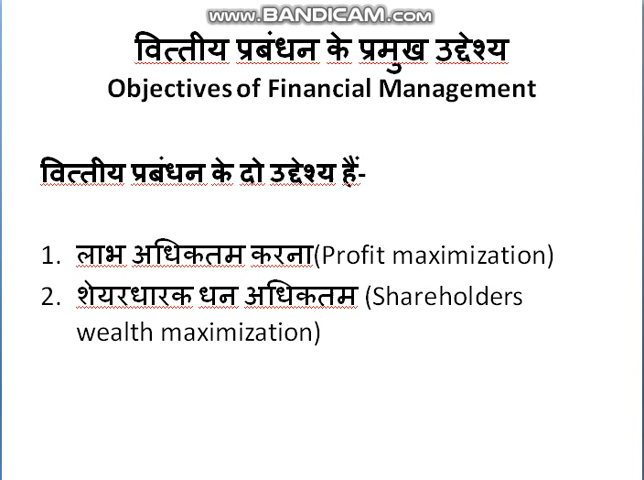 www.BANDICAM.com
वित्तीय प्रबंधन के प्रमुख उद्देश्य
Objectives of Financial Management
वित्तीय प्रबंधन के दो उद्देश्य हैं-
1. लाभ अधिकतम करना(Profit maximization)
2. शेयरधारक धन अधिकतम (Shareholders
wealth maximization)